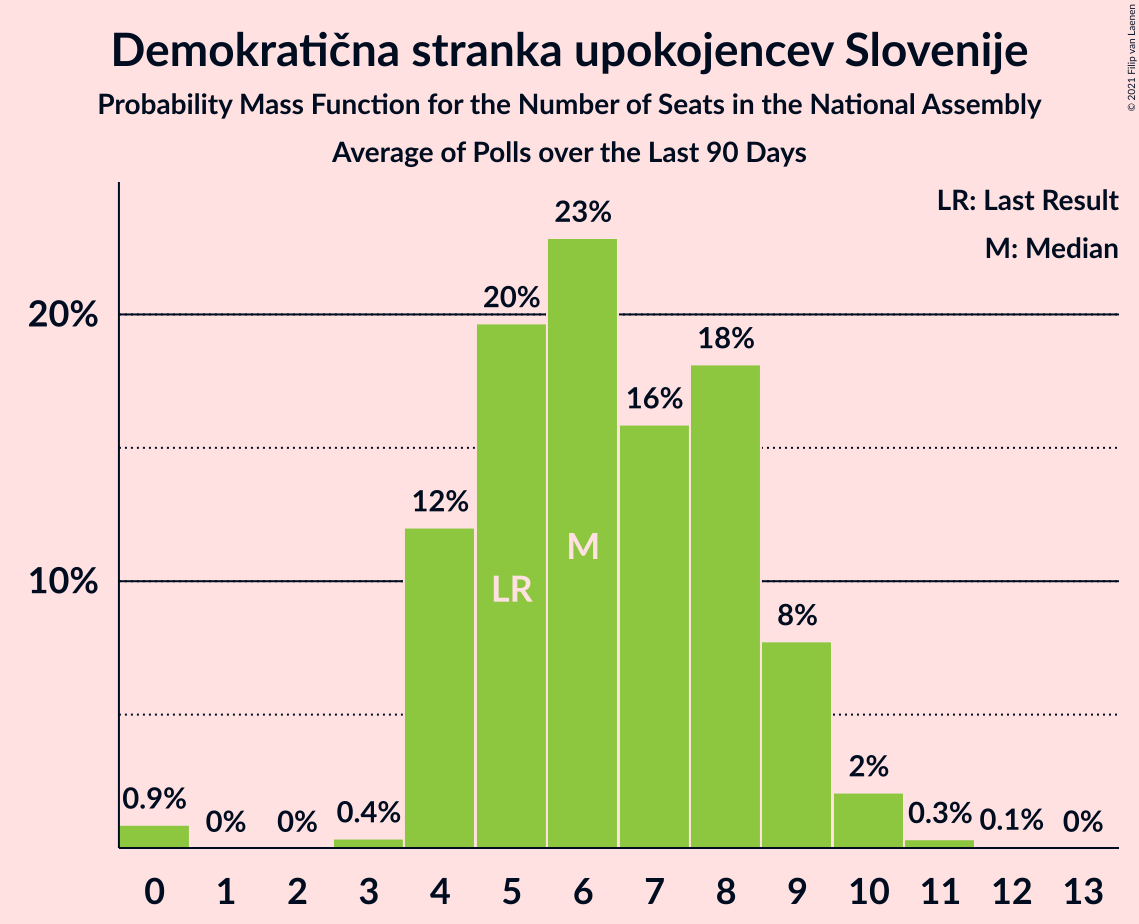 Demokratična stranka upokojencev Slovenije
Probability Mass Function for the Number of Seats in the National Assembly
Average of Polls over the Last 90 Days
© 2021 Filip van Laenen
LR: Last Result
M: Median
20%
10%
0.9%
0%
0%
0.4%
12%
20%
23%
16%
18%
8%
2%
0.3%
0.1%
0%
LR
M
0 1 2 3 4 5 6 7 8 9 10 11 12 13